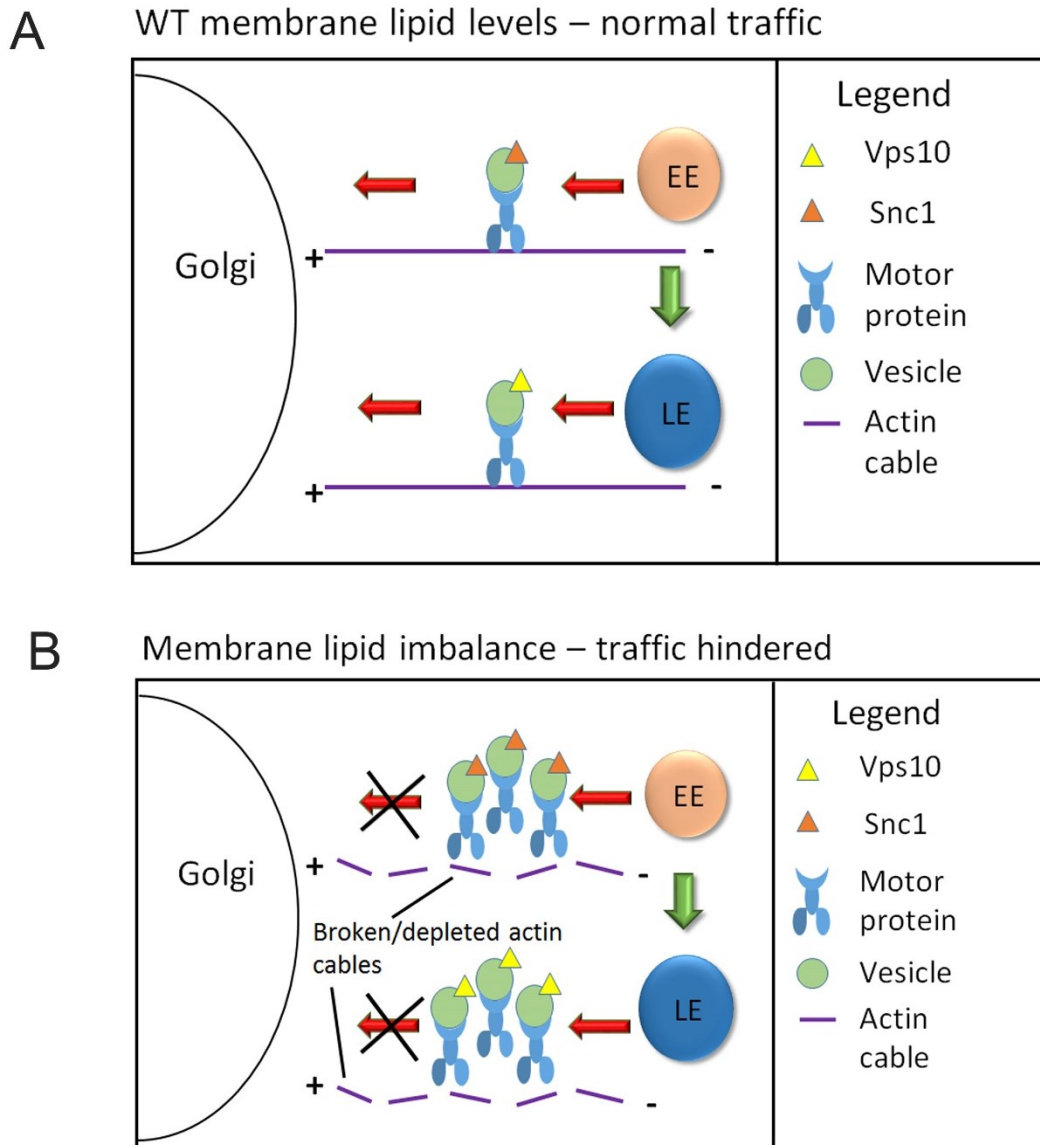 A
WT membrane lipid levels – normal traffic
Legend
Vps10
Snc1
Motor
protein
Vesicle
Actin
cable
EE
Golgi
+
-
LE
+
-
B
Membrane lipid imbalance – traffic hindered
Legend
Vps10
Snc1
Motor
protein
Vesicle
Actin
cable
EE
Golgi
+
-
Broken/depleted actin
cables
LE
+
-